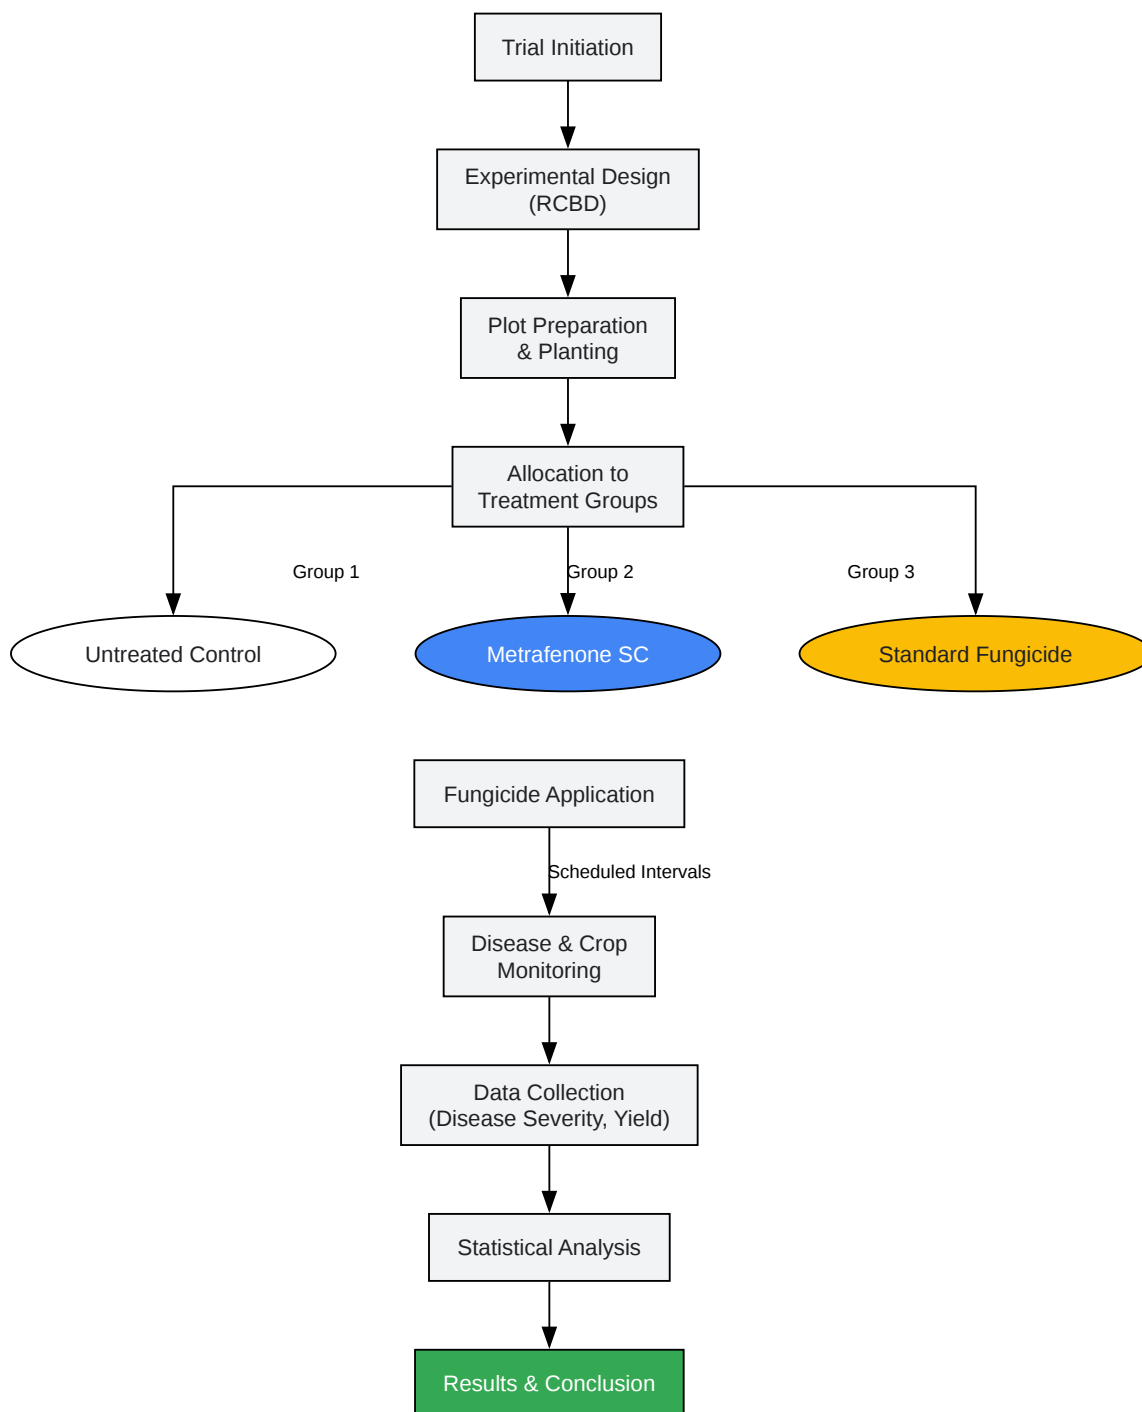 Trial Initiation
Experimental Design
(RCBD)
Plot Preparation
& Planting
Allocation to
Treatment Groups
Group 1
Group 2
Group 3
Untreated Control
Metrafenone SC
Standard Fungicide
Fungicide Application
Scheduled Intervals
Disease & Crop
Monitoring
Data Collection
(Disease Severity, Yield)
Statistical Analysis
Results & Conclusion